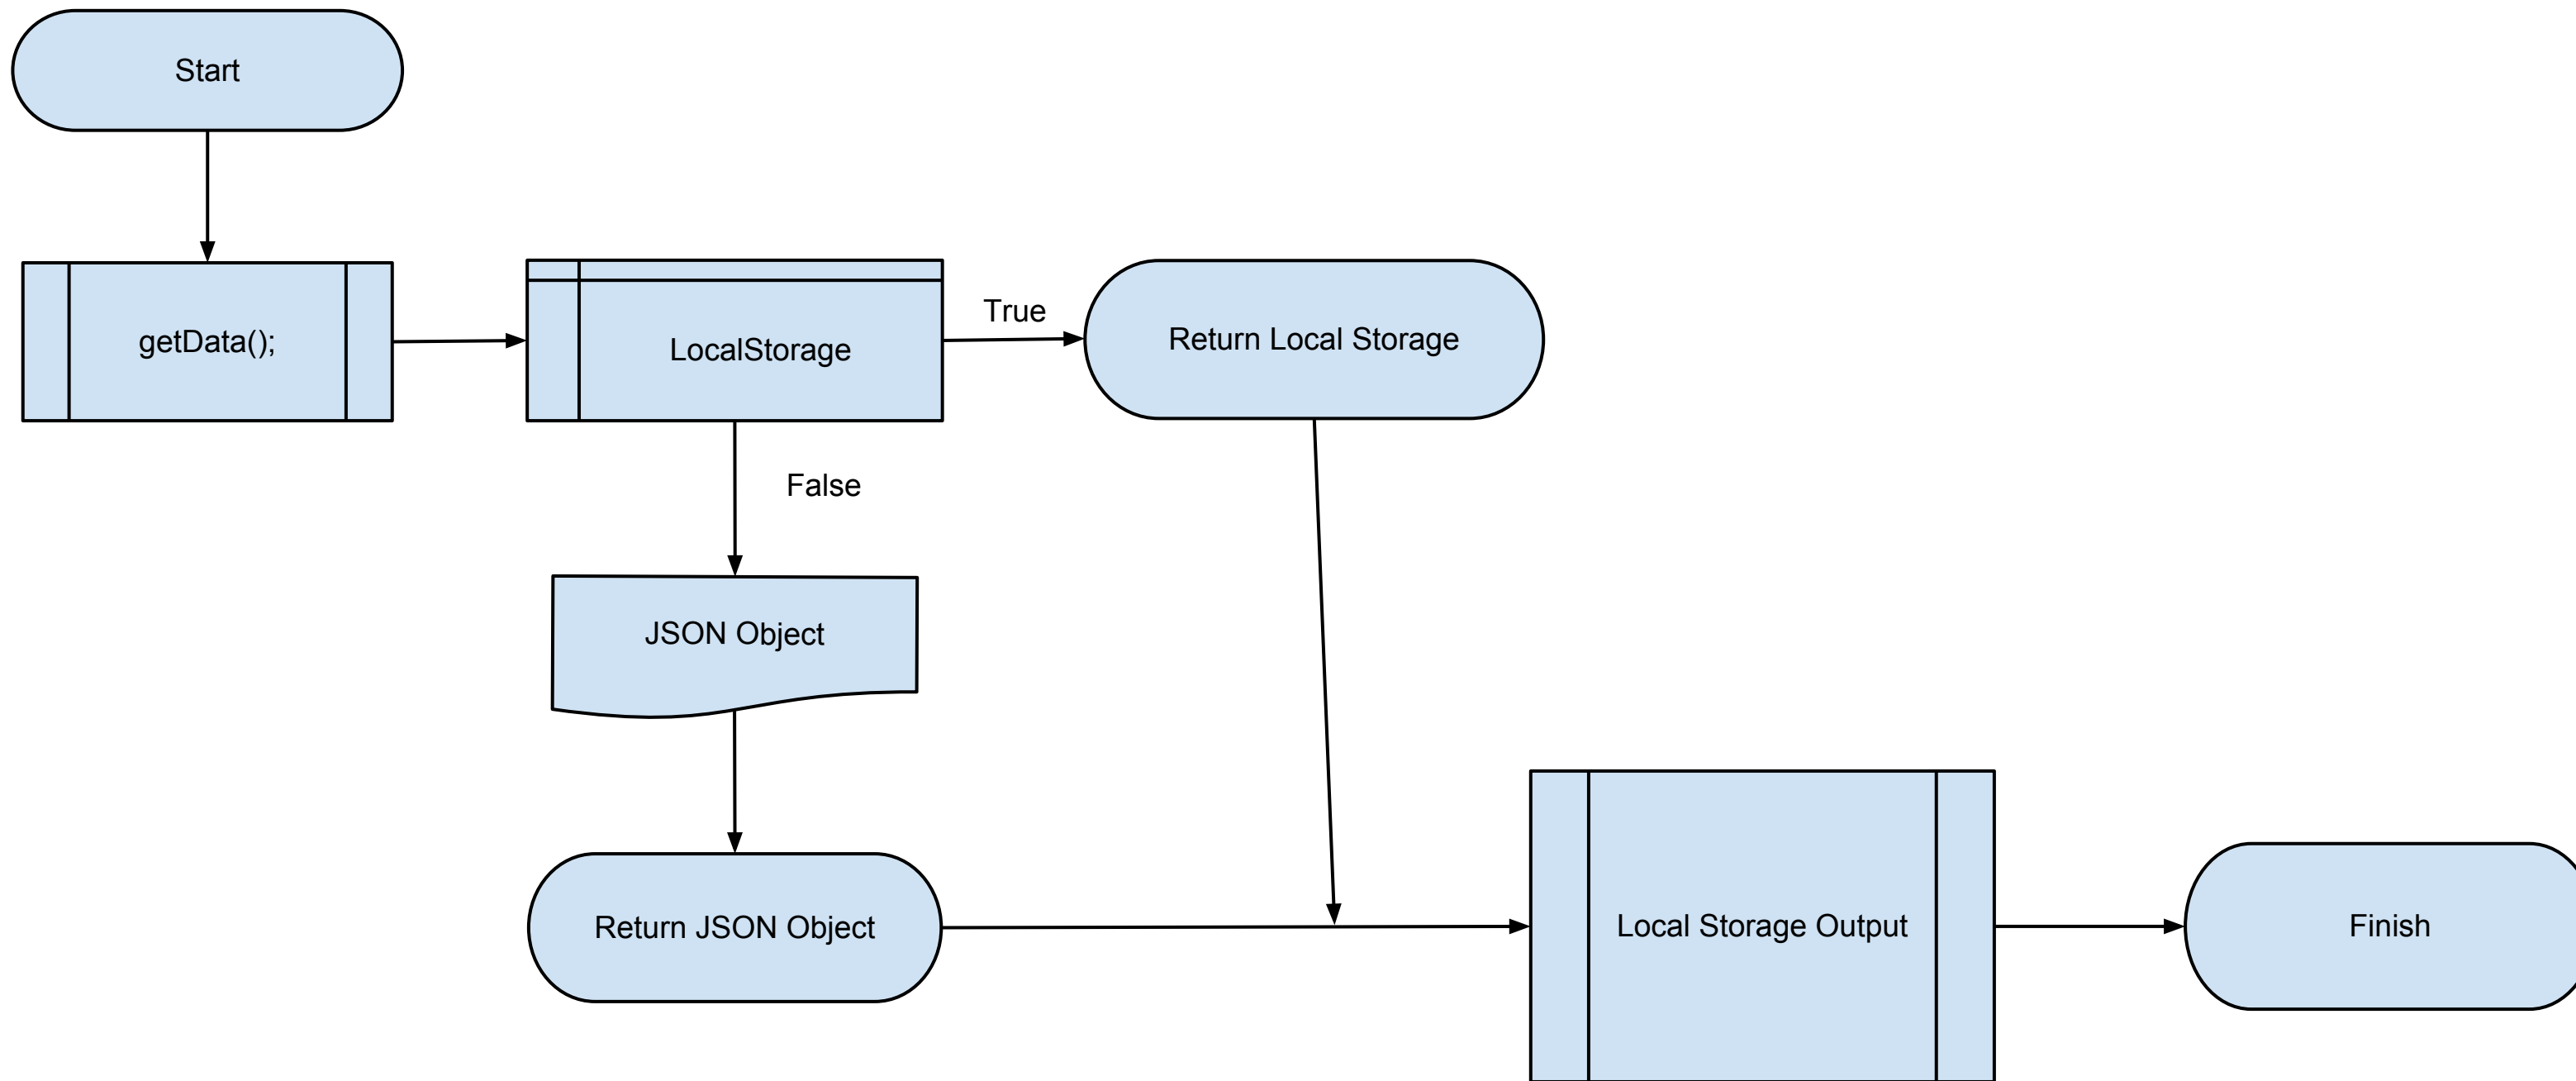 Start
getData();
LocalStorage
True
Return Local Storage
False
JSON Object
Return JSON Object
Local Storage Output
Finish